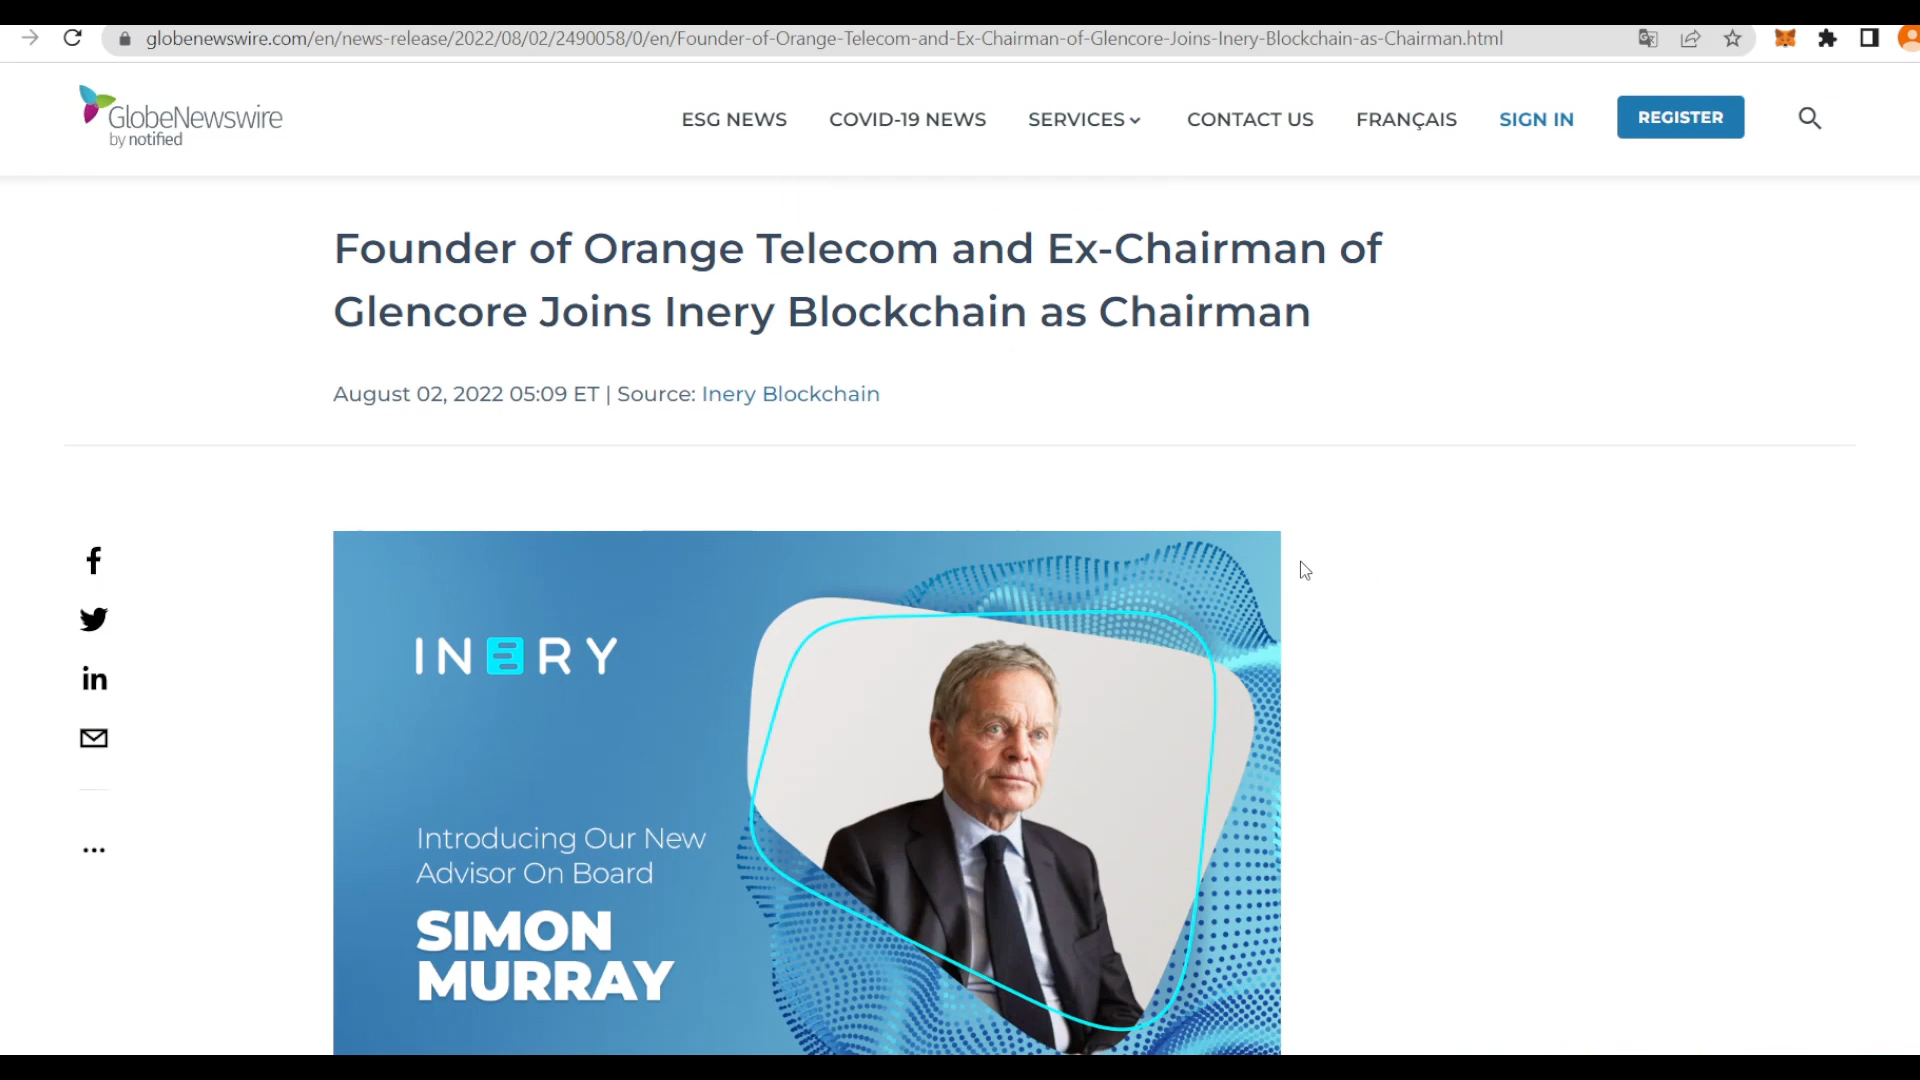 globenewswire.com/en/news-release/2022/08/02/2490058/0/en/Founder-of-Orange-Telecom-and-Ex-Chairman-of-Glencore-Joins-Inery-Blockchain-as-Chairman.html
GlobeNewswire
by notified
ESG NEWS
COVID-19 NEWS
SERVICES
CONTACT US
FRANÇAIS
SIGN IN
REGISTER
Founder of Orange Telecom and Ex-Chairman of
Glencore Joins Inery Blockchain as Chairman
August 02, 2022 05:09 ET | Source: Inery Blockchain
INERY
Introducing Our New
Advisor On Board
SIMON
MURRAY